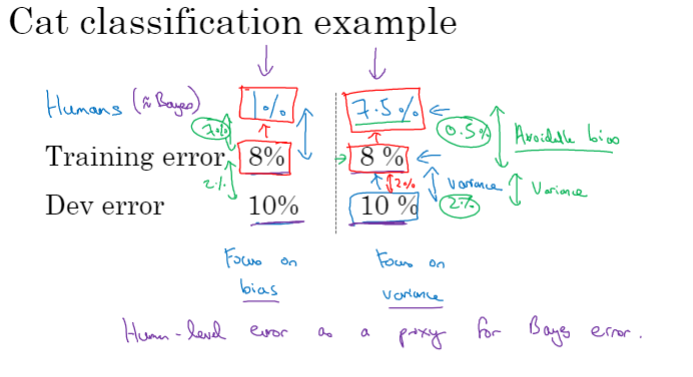 Cat classification example
Humans (≈ Bayes) 1% 7.5%
7% 0.5% Avoidable bias
Training error 8% 8 %
2% 2% Variance Variance
Dev error 10% 10 % 2%
Focus on Focus on
bias variance
Human-level error as a proxy for Bayes error.